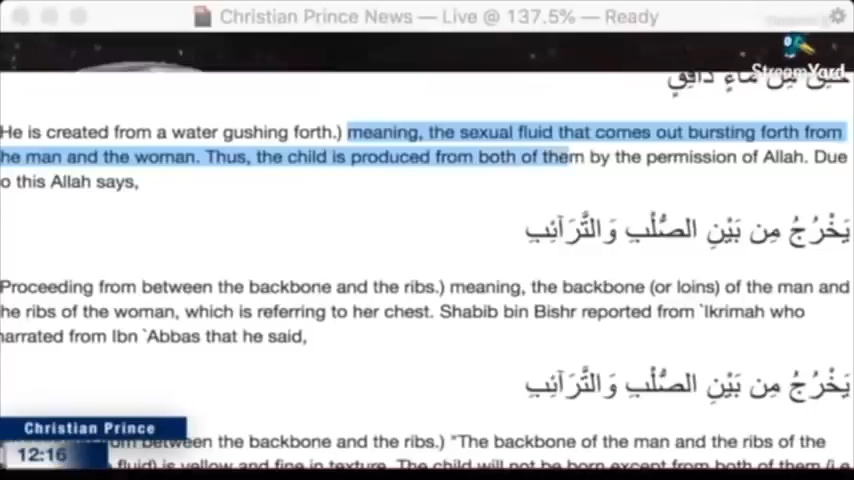 Christian Prince News — Live @ 137.5% — Ready
StreamYard
He is created from a water gushing forth.) meaning, the sexual fluid that comes out bursting forth from
he man and the woman. Thus, the child is produced from both of them by the permission of Allah. Due
o this Allah says,
يَخْرُجُ مِن بَيْنِ الصُّلْبِ وَالتَّرَآئِبِ
Proceeding from between the backbone and the ribs.) meaning, the backbone (or loins) of the man and
he ribs of the woman, which is referring to her chest. Shabib bin Bishr reported from `Ikrimah who
narrated from Ibn `Abbas that he said,
يَخْرُجُ مِن بَيْنِ الصُّلْبِ وَالتَّرَآئِبِ
Christian Prince
from between the backbone and the ribs.) "The backbone of the man and the ribs of the
12:16
fluid) is yellow and fine in texture. The child will not be born except from both of them (i.e